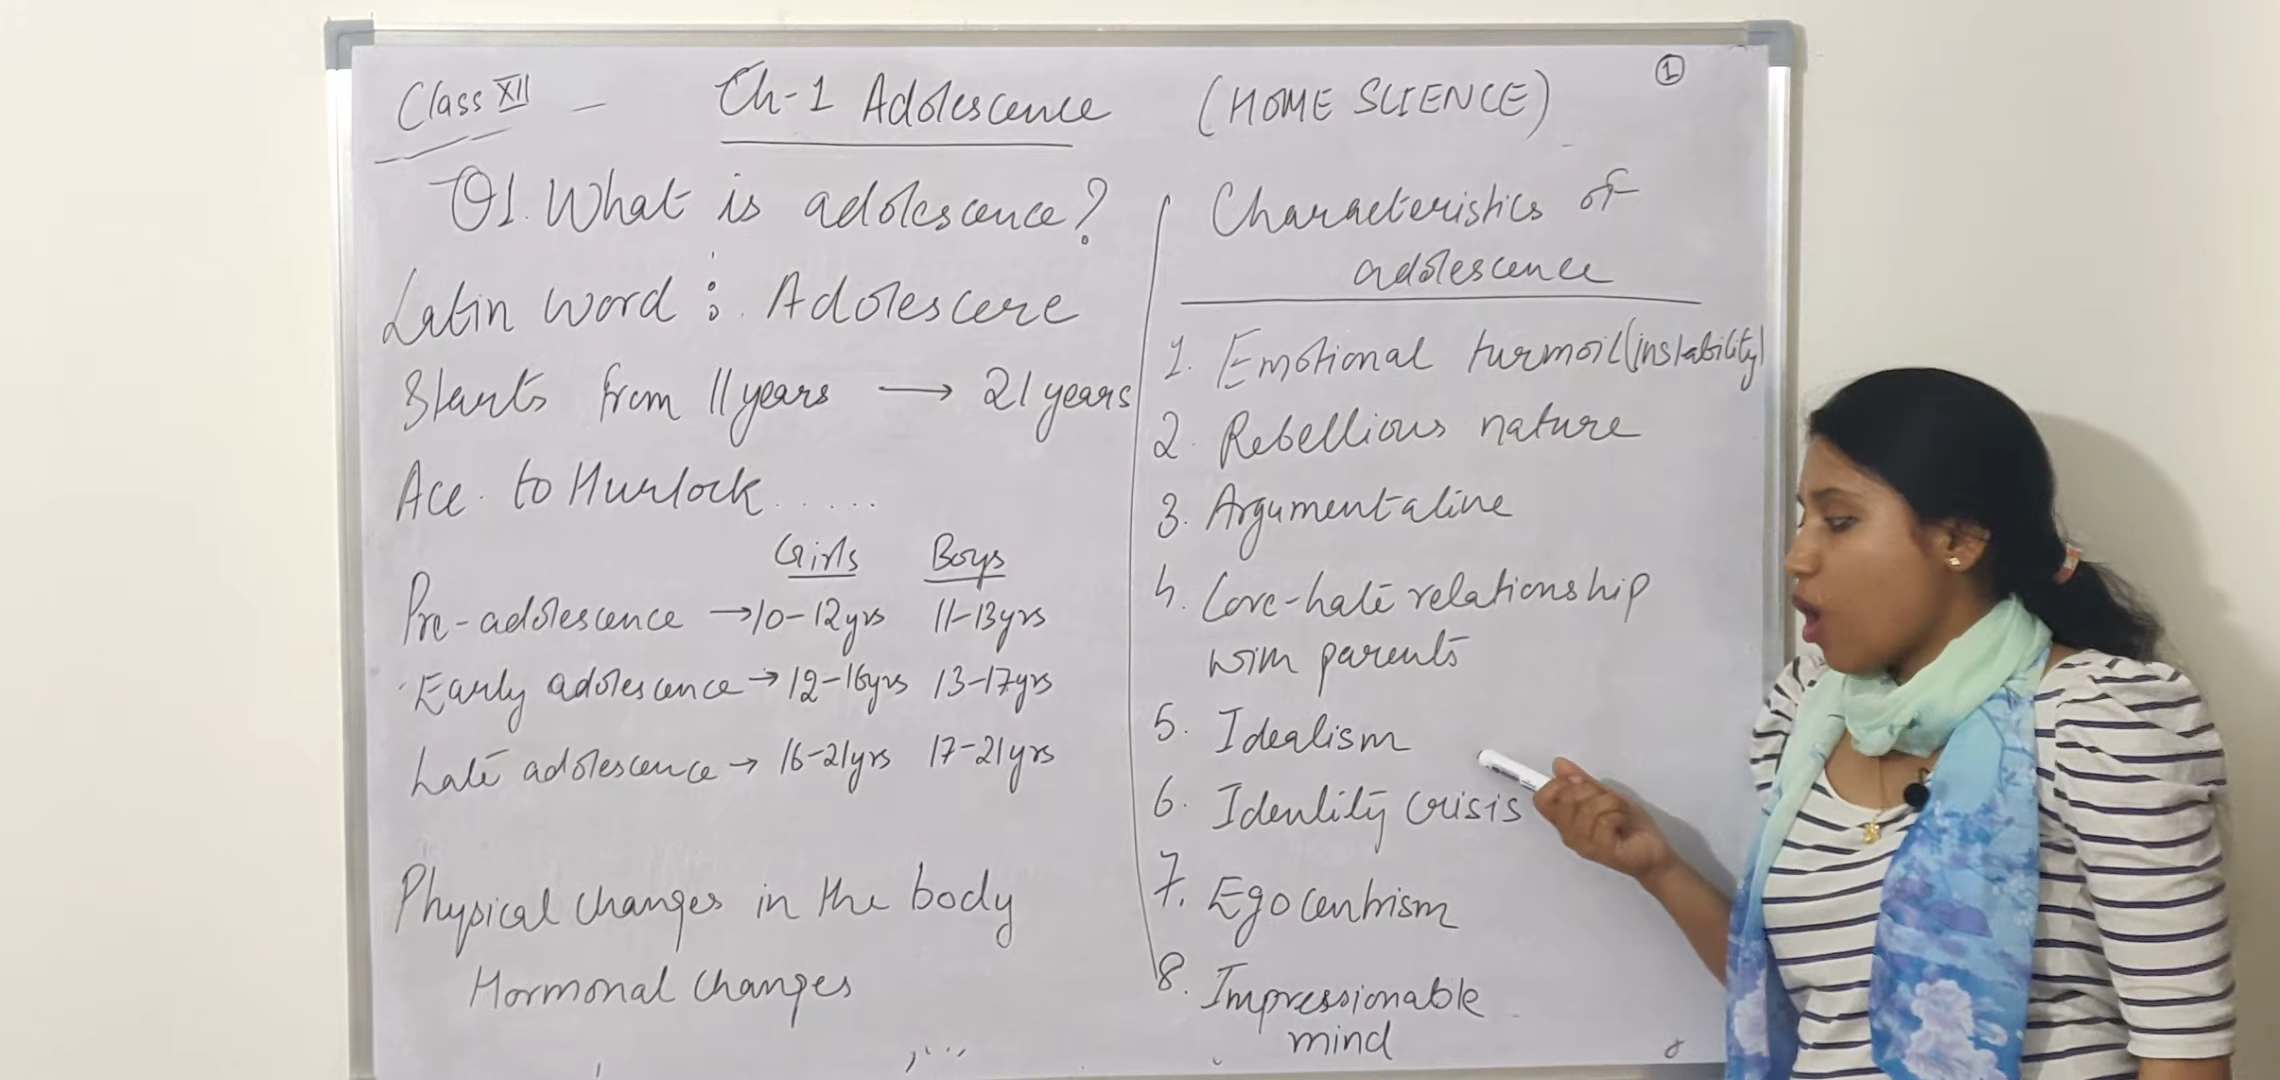 Class XII - Ch-1 Adolescence (HOME SCIENCE) 1
Q1. What is adolescence?
Latin word : Adolescere
Starts from 11 years → 21 years
Acc. to Hurlock .....
Girls Boys
Pre-adolescence → 10-12yrs 11-13yrs
Early adolescence → 12-16yrs 13-17yrs
Late adolescence → 16-21yrs 17-21yrs
Physical changes in the body
Hormonal changes
Characteristics of
adolescence
1. Emotional turmoil (instability)
2. Rebellious nature
3. Argumentative
4. Love-hate relationship
with parents
5. Idealism
6. Identity crisis
7. Egocentrism
8. Impressionable
mind